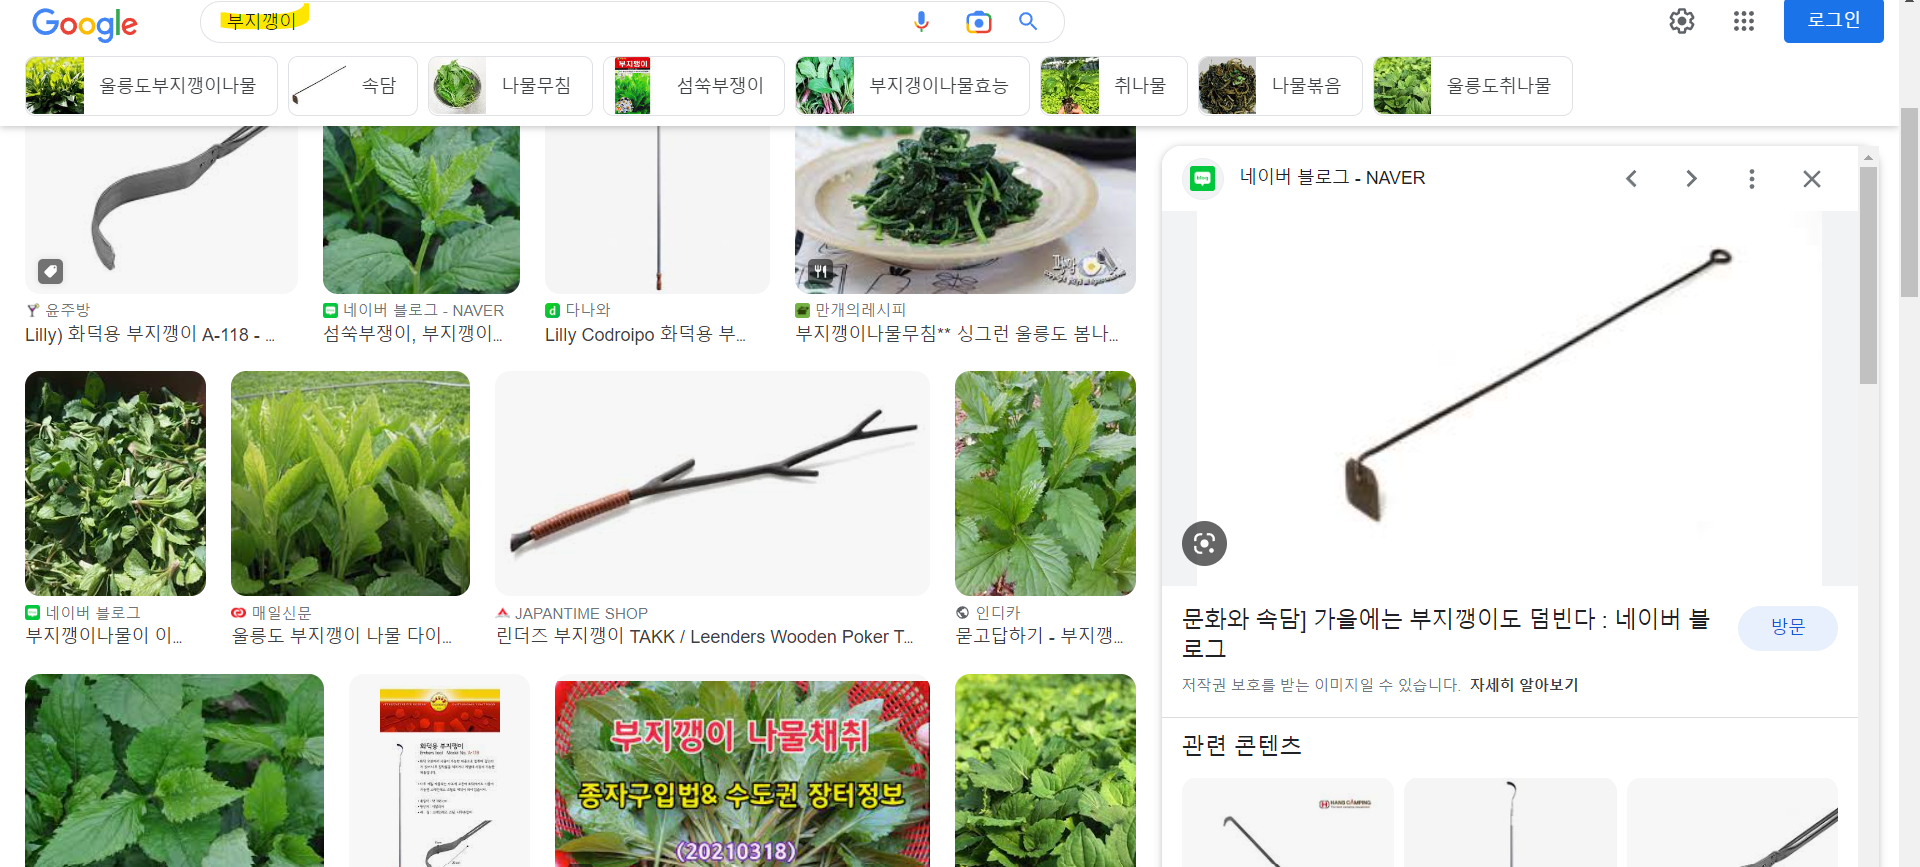 Google
부지깽이
로그인
울릉도부지깽이나물
속담
나물무침
섬쑥부쟁이
부지갱이나물효능
취나물
나물볶음
울릉도취나물
윤주방
Lilly) 화덕용 부지깽이 A-118 - ...
네이버 블로그 - NAVER
섬쑥부쟁이, 부지깽이...
다나와
Lilly Codroipo 화덕용 부...
만개의레시피
부지깽이나물무침** 싱그런 울릉도 봄나...
네이버 블로그
부지깽이나물이 이...
매일신문
울릉도 부지깽이 나물 다이...
JAPANTIME SHOP
린더즈 부지깽이 TAKK / Leenders Wooden Poker T...
인디카
묻고답하기 - 부지깽...
화덕용 부지깽이
부지깽이 나물채취
종자구입법& 수도권 장터정보
(20210318)
네이버 블로그 - NAVER
문화와 속담] 가을에는 부지깽이도 덤빈다 : 네이버 블
로그
방문
저작권 보호를 받는 이미지일 수 있습니다. 자세히 알아보기
관련 콘텐츠
HANS CAMPING